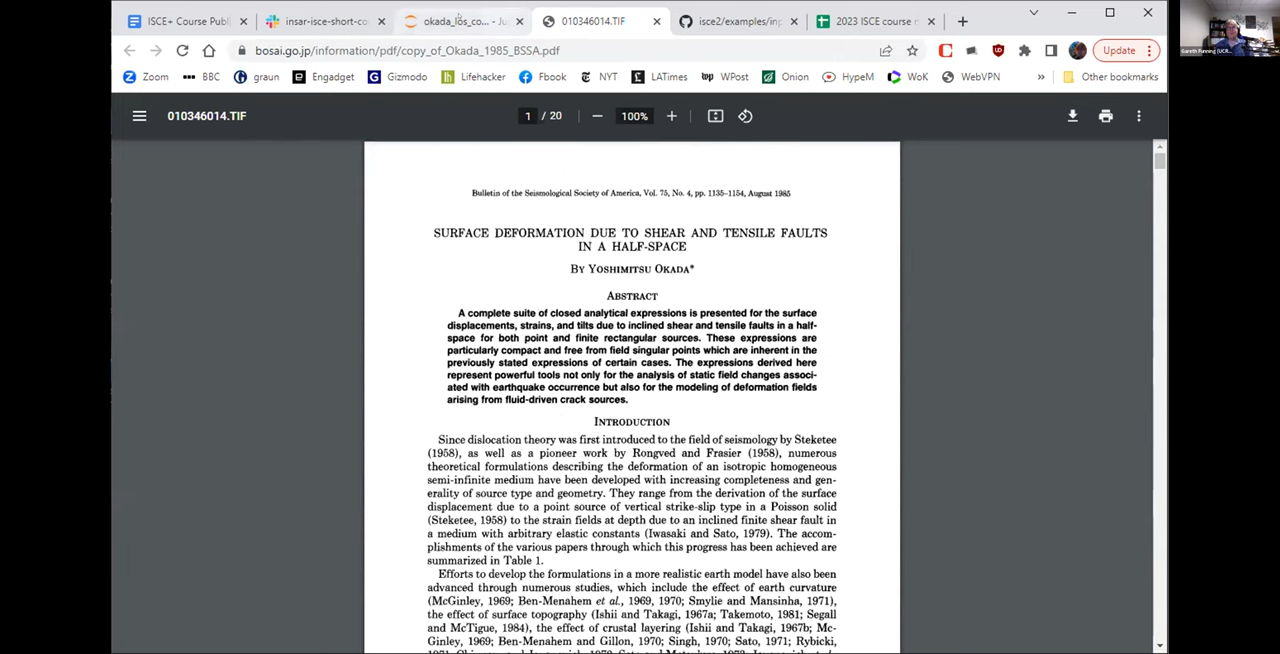 ISCE+ Course Publ
insar-isce-short-co
okada_los_co... - Ju
010346014.TIF
isce2/examples/inp
2023 ISCE course m
bosai.go.jp/information/pdf/copy_of_Okada_1985_BSSA.pdf
Update
Zoom
BBC
graun
Engadget
Gizmodo
Lifehacker
Fbook
NYT
LATimes
WPost
Onion
HypeM
WoK
WebVPN
»
Other bookmarks
010346014.TIF
1 / 20
100%
Bulletin of the Seismological Society of America, Vol. 75, No. 4, pp. 1135-1154, August 1985
SURFACE DEFORMATION DUE TO SHEAR AND TENSILE FAULTS
IN A HALF-SPACE
BY YOSHIMITSU OKADA*
ABSTRACT
A complete suite of closed analytical expressions is presented for the surface
displacements, strains, and tilts due to inclined shear and tensile faults in a half-
space for both point and finite rectangular sources. These expressions are
particularly compact and free from field singular points which are inherent in the
previously stated expressions of certain cases. The expressions derived here
represent powerful tools not only for the analysis of static field changes associ-
ated with earthquake occurrence but also for the modeling of deformation fields
arising from fluid-driven crack sources.
INTRODUCTION
Since dislocation theory was first introduced to the field of seismology by Steketee
(1958), as well as a pioneer work by Rongved and Frasier (1958), numerous
theoretical formulations describing the deformation of an isotropic homogeneous
semi-infinite medium have been developed with increasing completeness and gen-
erality of source type and geometry. They range from the derivation of the surface
displacement due to a point source of vertical strike-slip type in a Poisson solid
(Steketee, 1958) to the strain fields at depth due to an inclined finite shear fault in
a medium with arbitrary elastic constants (Iwasaki and Sato, 1979). The accom-
plishments of the various papers through which this progress has been achieved are
summarized in Table 1.
Efforts to develop the formulations in a more realistic earth model have also been
advanced through numerous studies, which include the effect of earth curvature
(McGinley, 1969; Ben-Menahem et al., 1969, 1970; Smylie and Mansinha, 1971),
the effect of surface topography (Ishii and Takagi, 1967a; Takemoto, 1981; Segall
and McTigue, 1984), the effect of crustal layering (Ishii and Takagi, 1967b; Mc-
Ginley, 1969; Ben-Menahem and Gillon, 1970; Singh, 1970; Sato, 1971; Rybicki,
Gareth Funning (UCR